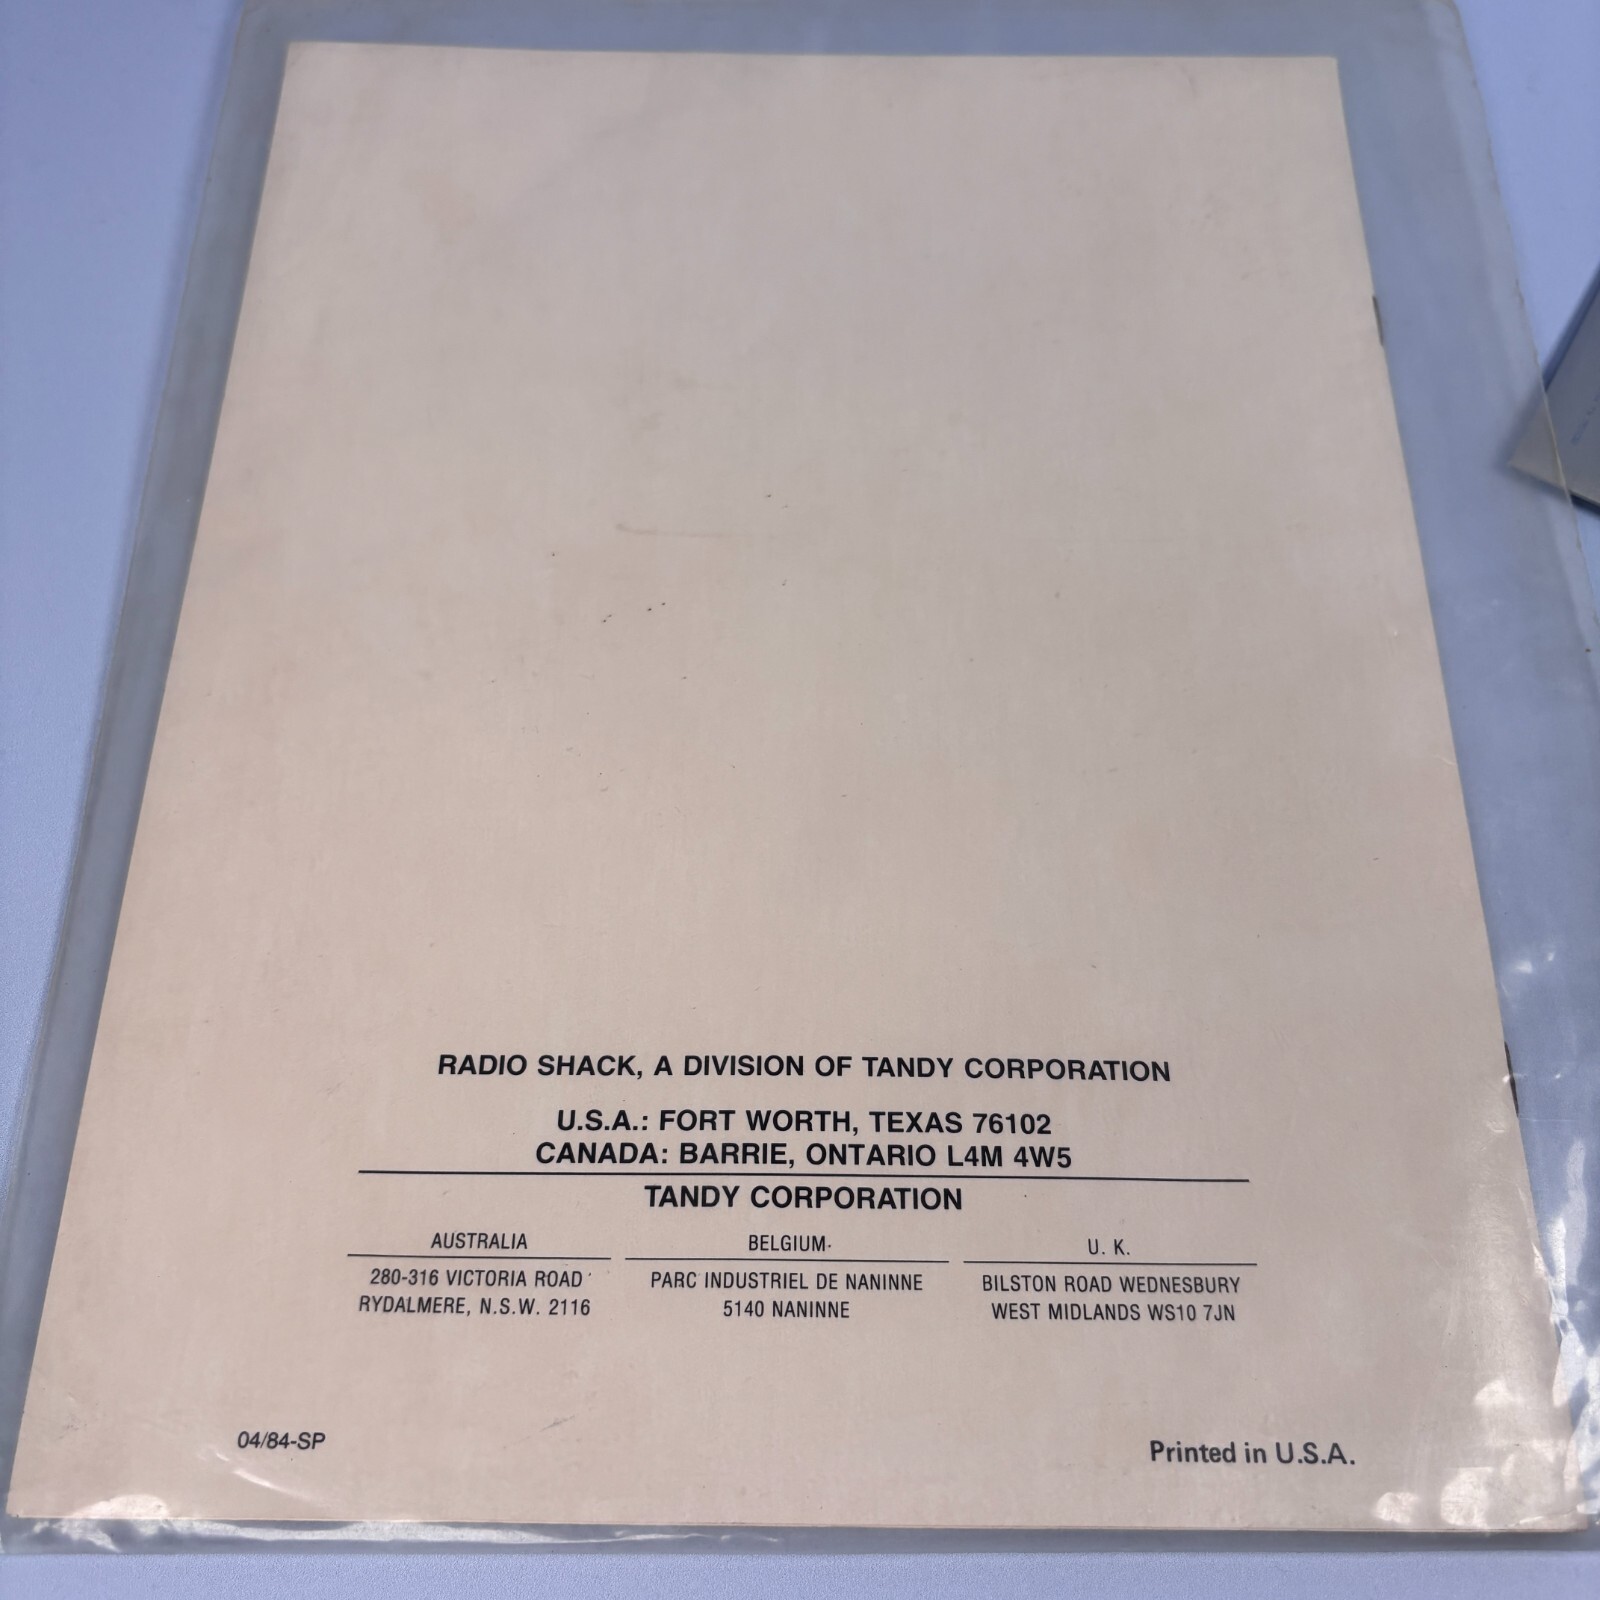 RADIO SHACK, A DIVISION OF TANDY CORPORATION
U.S.A.: FORT WORTH, TEXAS 76102
CANADA: BARRIE, ONTARIO L4M 4W5
TANDY CORPORATION
AUSTRALIA
280-316 VICTORIA ROAD
RYDALMERE, N.S.W. 2116
BELGIUM
PARC INDUSTRIEL DE NANINNE
5140 NANINNE
U. K.
BILSTON ROAD WEDNESBURY
WEST MIDLANDS WS10 7JN
04/84-SP
Printed in U.S.A.